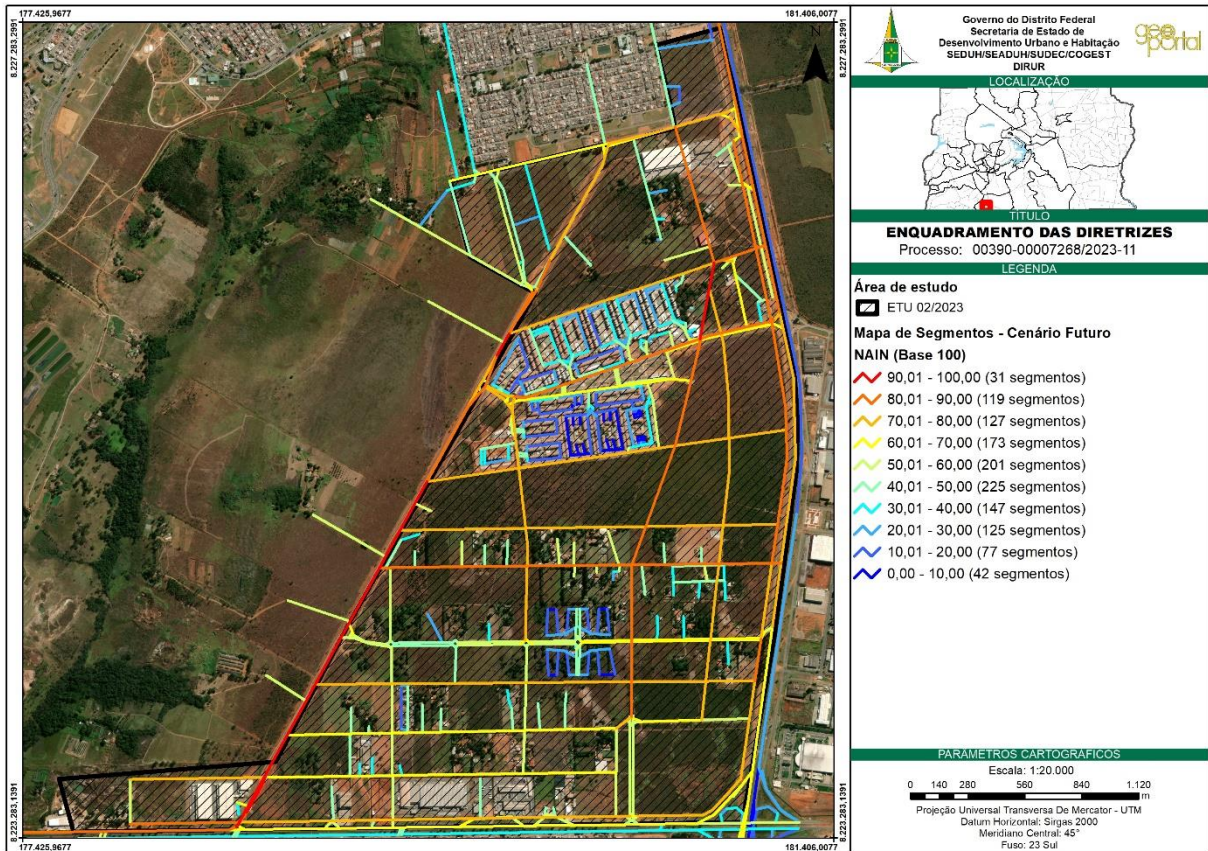 177.425,9677
181.406,0077
8.227.283,2991
8.227.283,2991
N
8.223.283,1391
8.223.283,1391
177.425,9677
181.406,0077
Governo do Distrito Federal
Secretaria de Estado de
Desenvolvimento Urbano e Habitação
SEDUH/SEADUH/SUDEC/COGEST
DIRUR
geo
portal
LOCALIZAÇÃO
TÍTULO
ENQUADRAMENTO DAS DIRETRIZES
Processo: 00390-00007268/2023-11
LEGENDA
Área de estudo
ETU 02/2023
Mapa de Segmentos - Cenário Futuro
NAIN (Base 100)
90,01 - 100,00 (31 segmentos)
80,01 - 90,00 (119 segmentos)
70,01 - 80,00 (127 segmentos)
60,01 - 70,00 (173 segmentos)
50,01 - 60,00 (201 segmentos)
40,01 - 50,00 (225 segmentos)
30,01 - 40,00 (147 segmentos)
20,01 - 30,00 (125 segmentos)
10,01 - 20,00 (77 segmentos)
0,00 - 10,00 (42 segmentos)
PARÂMETROS CARTOGRÁFICOS
Escala: 1:20.000
0 140 280 560 840 1.120
m
Projeção Universal Transversa De Mercator - UTM
Datum Horizontal: Sirgas 2000
Meridiano Central: 45°
Fuso: 23 Sul